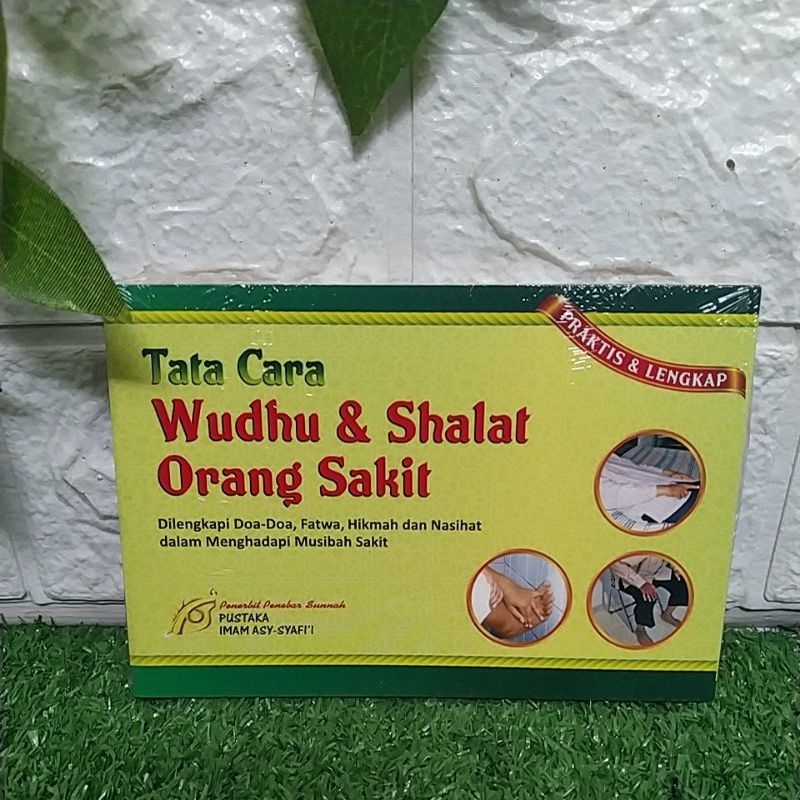 PRAKTIS & LENGKAP
Tata Cara
Wudhu & Shalat
Orang Sakit
Dilengkapi Doa-Doa, Fatwa, Hikmah dan Nasihat
dalam Menghadapi Musibah Sakit
Penerbit Penebar Sunnah
PUSTAKA
IMAM ASY-SYAFI'I